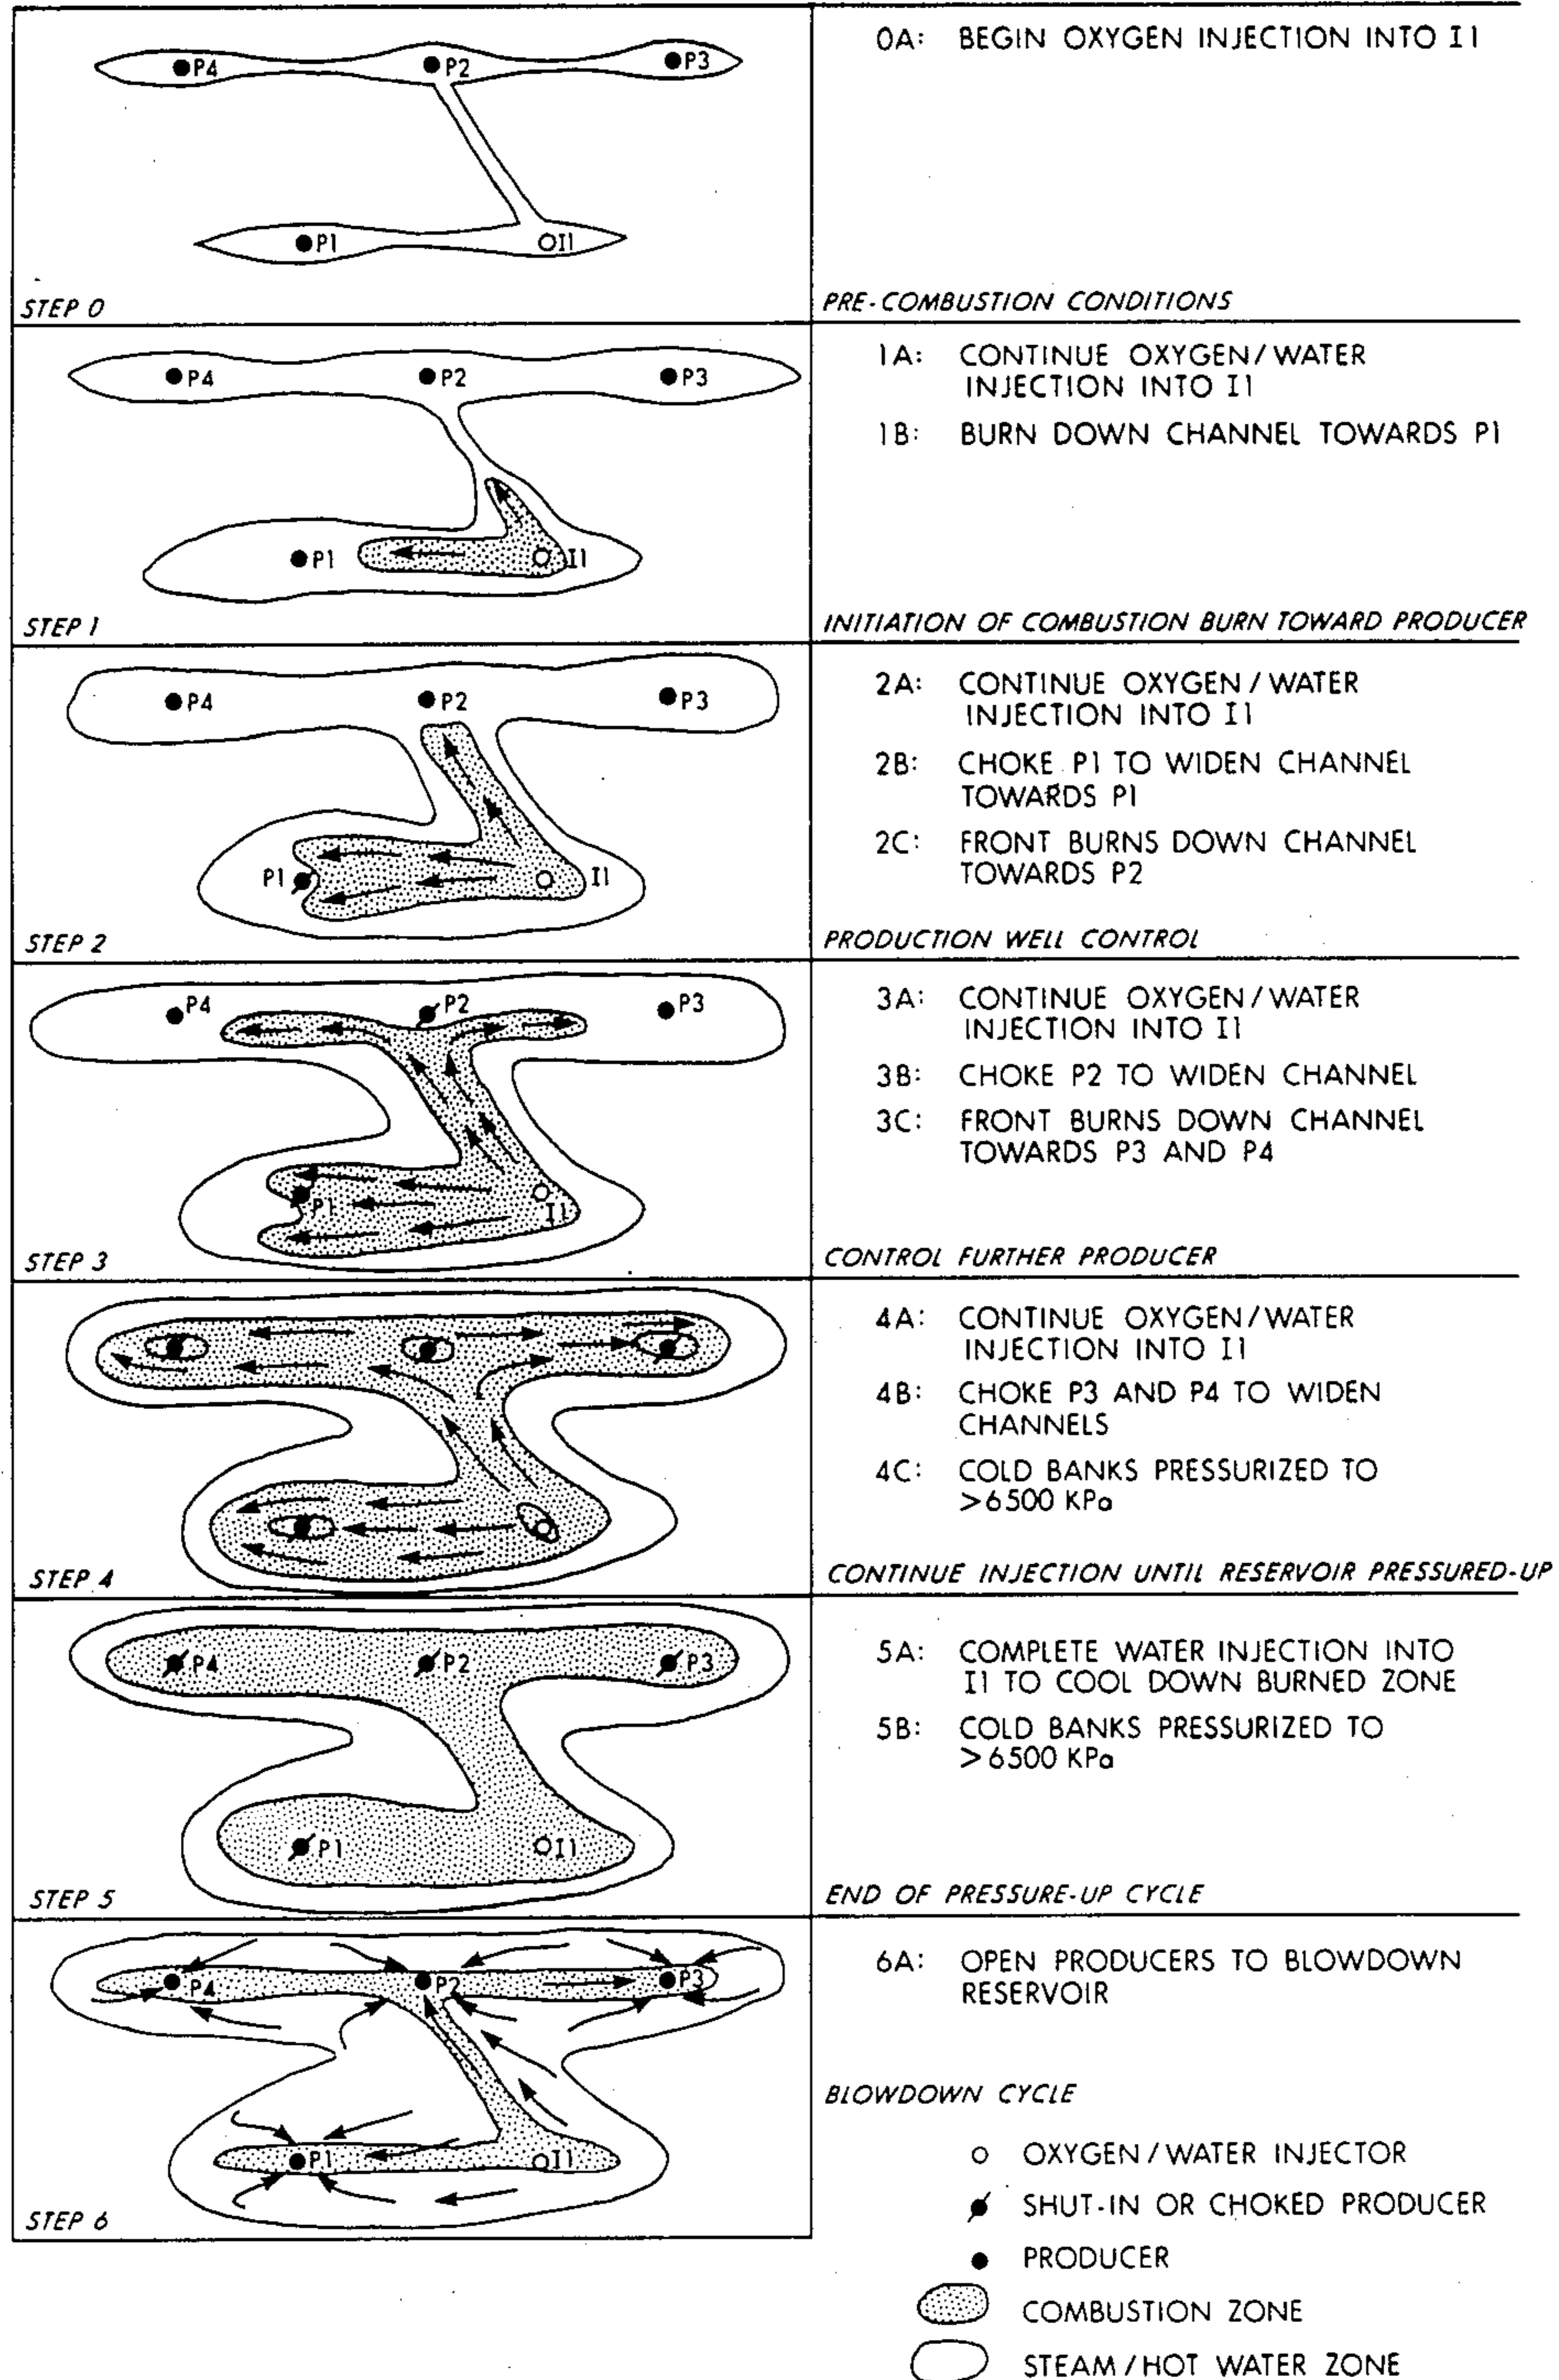 P4
P2
P3
P1
I1
STEP 0
0A: BEGIN OXYGEN INJECTION INTO I1
PRE-COMBUSTION CONDITIONS
P4
P2
P3
P1
I1
STEP 1
1A: CONTINUE OXYGEN/WATER
INJECTION INTO I1
1B: BURN DOWN CHANNEL TOWARDS P1
INITIATION OF COMBUSTION BURN TOWARD PRODUCER
P4
P2
P3
P1
I1
STEP 2
2A: CONTINUE OXYGEN/WATER
INJECTION INTO I1
2B: CHOKE P1 TO WIDEN CHANNEL
TOWARDS P1
2C: FRONT BURNS DOWN CHANNEL
TOWARDS P2
PRODUCTION WELL CONTROL
P4
P2
P3
P1
I1
STEP 3
3A: CONTINUE OXYGEN/WATER
INJECTION INTO I1
3B: CHOKE P2 TO WIDEN CHANNEL
3C: FRONT BURNS DOWN CHANNEL
TOWARDS P3 AND P4
CONTROL FURTHER PRODUCER
STEP 4
4A: CONTINUE OXYGEN/WATER
INJECTION INTO I1
4B: CHOKE P3 AND P4 TO WIDEN
CHANNELS
4C: COLD BANKS PRESSURIZED TO
>6500 KPa
CONTINUE INJECTION UNTIL RESERVOIR PRESSURED-UP
P4
P2
P3
P1
I1
STEP 5
5A: COMPLETE WATER INJECTION INTO
I1 TO COOL DOWN BURNED ZONE
5B: COLD BANKS PRESSURIZED TO
>6500 KPa
END OF PRESSURE-UP CYCLE
P4
P2
P3
P1
I1
STEP 6
6A: OPEN PRODUCERS TO BLOWDOWN
RESERVOIR
BLOWDOWN CYCLE
OXYGEN/WATER INJECTOR
SHUT-IN OR CHOKED PRODUCER
PRODUCER
COMBUSTION ZONE
STEAM/HOT WATER ZONE